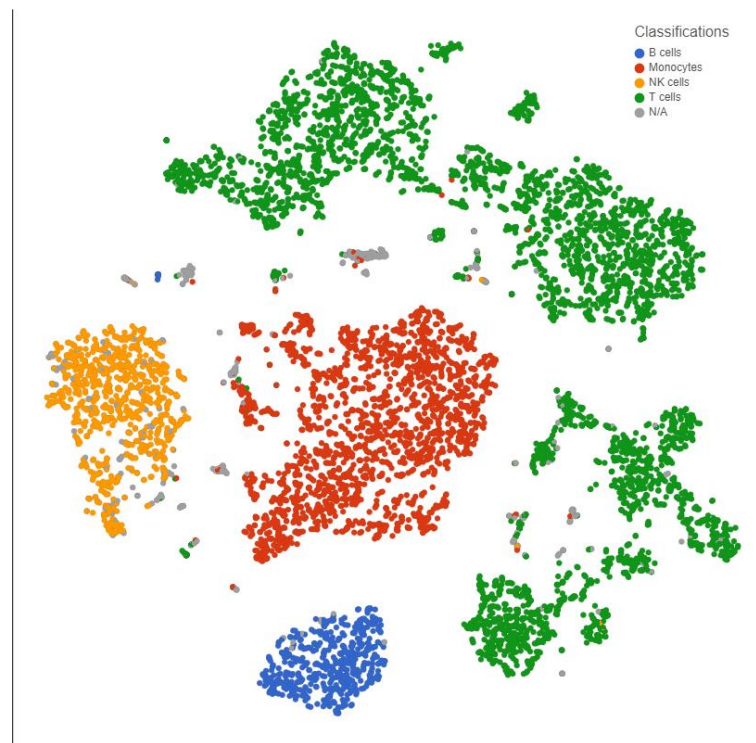 Classifications
B cells
Monocytes
NK cells
T cells
N/A